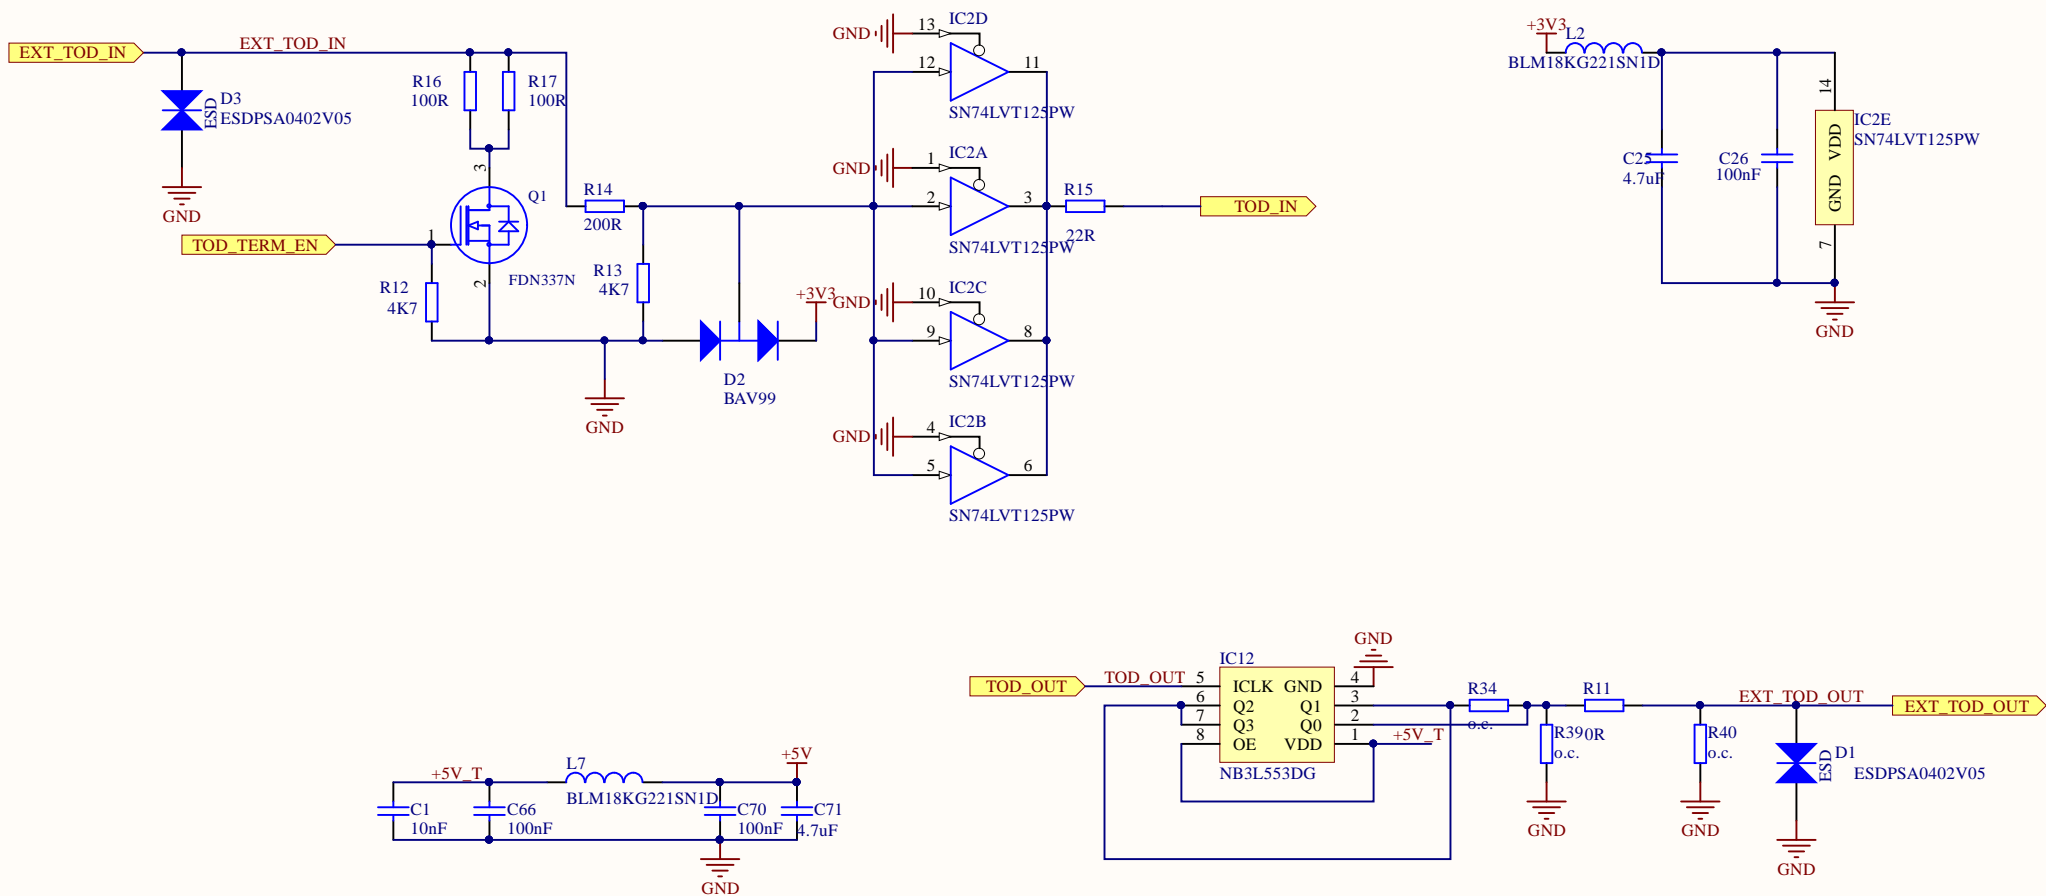 EXT_TOD_IN
EXT_TOD_IN
D3
ESD
ESDPSA0402V05
GND
R16
100R
R17
100R
3
Q1
1
2
FDN337N
TOD_TERM_EN
R12
4K7
R14
200R
R13
4K7
GND
D2
BAV99
+3V3
GND
13
IC2D
12
11
SN74LVT125PW
GND
1
IC2A
2
3
SN74LVT125PW
R15
22R
TOD_IN
GND
10
IC2C
9
8
SN74LVT125PW
GND
4
IC2B
5
6
SN74LVT125PW
+3V3
L2
BLM18KG221SN1D
C25
4.7uF
C26
100nF
14
IC2E
SN74LVT125PW
VDD
GND
7
GND
+5V_T
L7
BLM18KG221SN1D
+5V
C1
10nF
C66
100nF
C70
100nF
C71
4.7uF
GND
TOD_OUT
TOD_OUT
IC12
5 ICLK GND 4
6 Q2 Q1 3
7 Q3 Q0 2
8 OE VDD 1
NB3L553DG
GND
+5V_T
R34
o.c.
R11
0R
R39
o.c.
GND
R40
o.c.
GND
EXT_TOD_OUT
EXT_TOD_OUT
D1
ESD
ESDPSA0402V05
GND